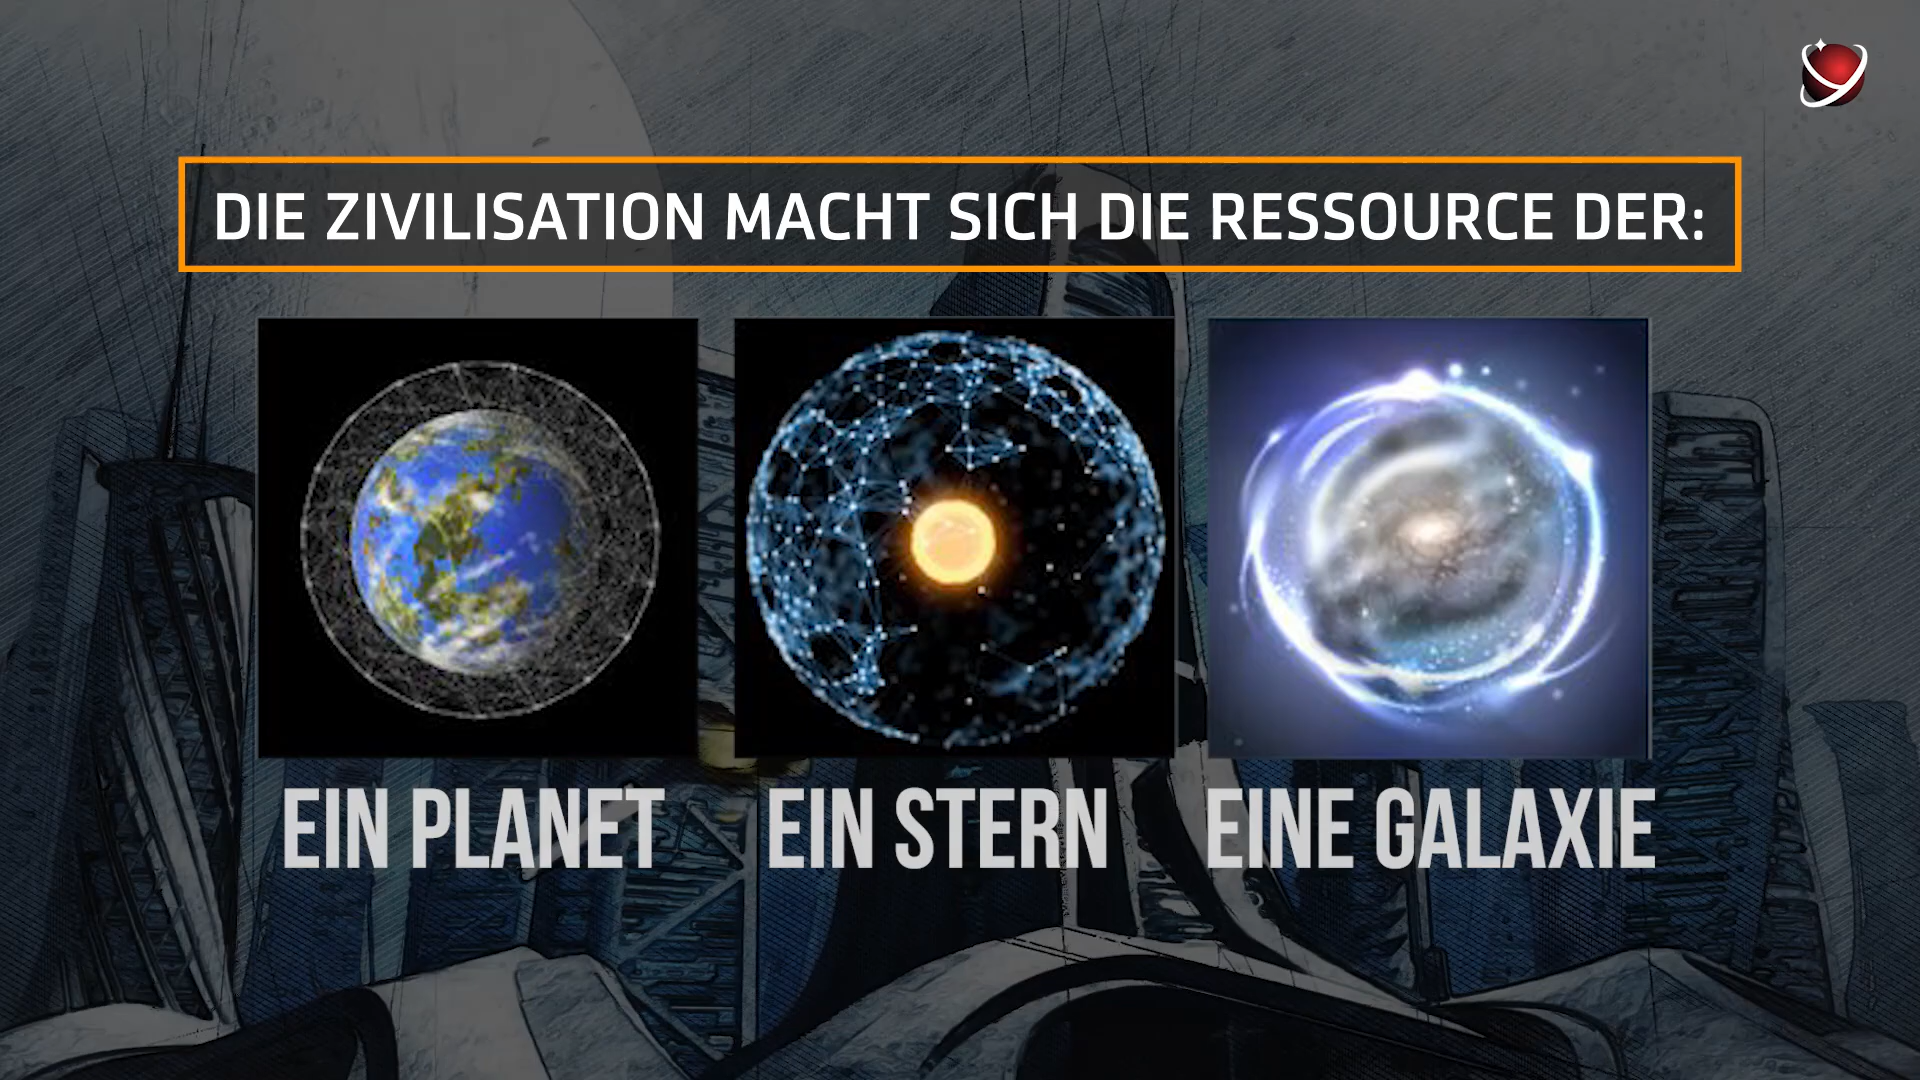 DIE ZIVILISATION MACHT SICH DIE RESSOURCE DER:
EIN PLANET
EIN STERN
EINE GALAXIE